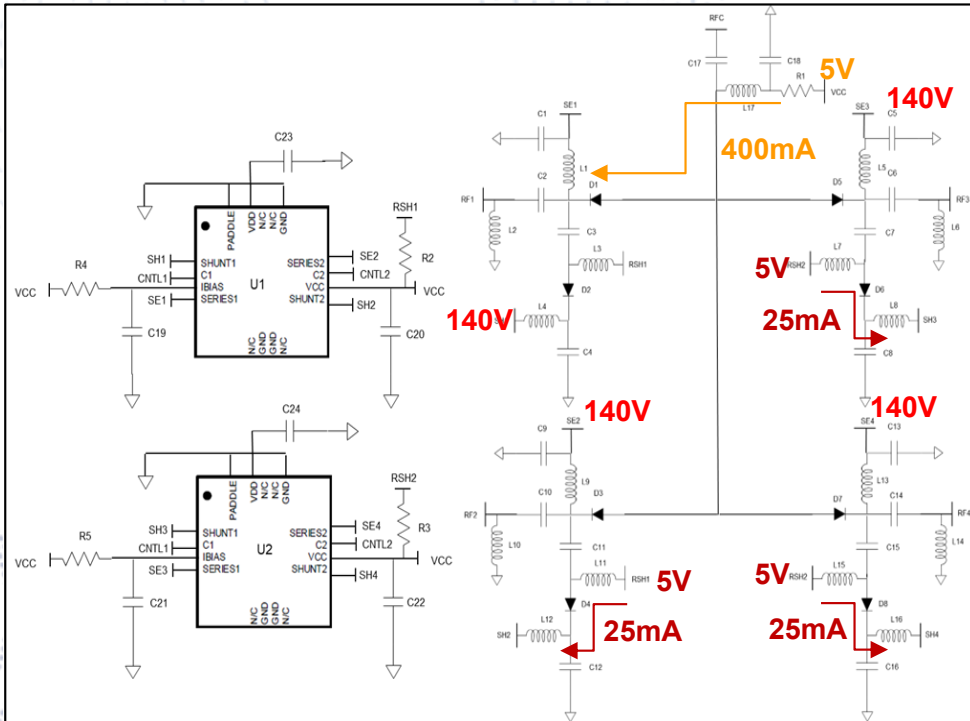 RFC
C17
C18
5V
R1
VCC
L17
SE1
SE3
140V
C1
C5
400mA
L1
L5
C2
C6
D1
D5
RF1
RF3
L2
L6
C3
C7
L3
RSH1
L7
5V
RSH2
D2
D6
L4
L8
140V
SH3
25mA
C4
C8
C23
PADDLE
VDD
N/C
N/C
GND
RSH1
R2
SH1
SHUNT1
SERIES2
SE2
CNTL1
C1
C2
CNTL2
R4
U1
VCC
IBIAS
VCC
VCC
SE1
SERIES1
SHUNT2
SH2
C19
C20
N/C
GND
GND
N/C
140V
140V
SE2
SE4
C9
C13
L9
L13
C10
C14
D3
D7
RF2
RF4
L10
L14
C11
C15
L11
RSH1
5V
5V
RSH2
L15
D4
D8
L12
L16
SH2
25mA
25mA
SH4
C12
C16
C24
PADDLE
VDD
N/C
N/C
GND
RSH2
R3
SH3
SHUNT1
SERIES2
SE4
CNTL1
C1
C2
CNTL2
R5
U2
VCC
IBIAS
VCC
VCC
SE3
SERIES1
SHUNT2
SH4
C21
C22
N/C
GND
GND
N/C